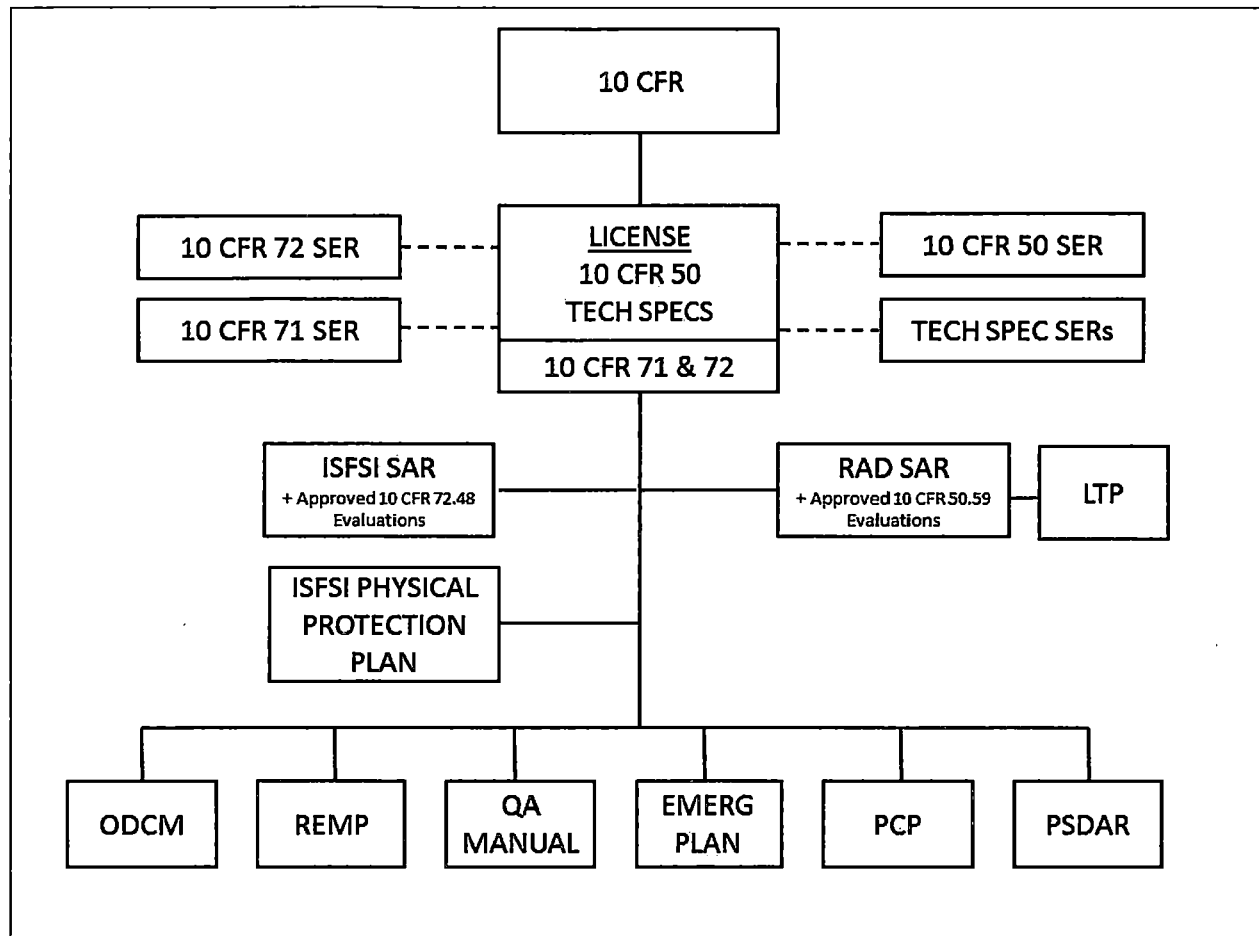 10 CFR
10 CFR 72 SER
10 CFR 71 SER
LICENSE
10 CFR 50
TECH SPECS
10 CFR 71 & 72
10 CFR 50 SER
TECH SPEC SERs
ISFSI SAR
+ Approved 10 CFR 72.48
Evaluations
RAD SAR
+ Approved 10 CFR 50.59
Evaluations
LTP
ISFSI PHYSICAL
PROTECTION
PLAN
ODCM
REMP
QA
MANUAL
EMERG
PLAN
PCP
PSDAR